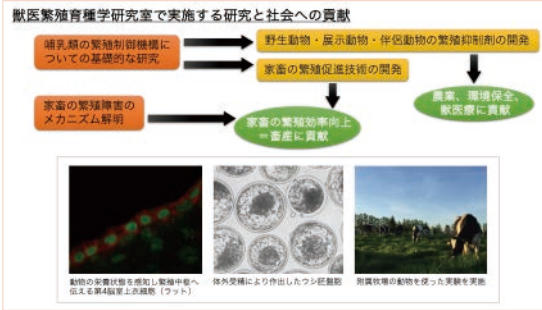 獣医繁殖育種学研究室で実施する研究と社会への貢献
哺乳類の繁殖制御機構に
ついての基礎的な研究
野生動物・展示動物・伴侶動物の繁殖抑制剤の開発
家畜の繁殖促進技術の開発
家畜の繁殖障害の
メカニズム解明
家畜の繁殖効率向上
=畜産に貢献
農業、環境保全、
獣医療に貢献
動物の栄養状態を感知し繁殖中枢へ
伝える第4脳室上衣細胞（ラット）
体外受精により作出したウシ胚盤胞
附属牧場の動物を使った実験を実施